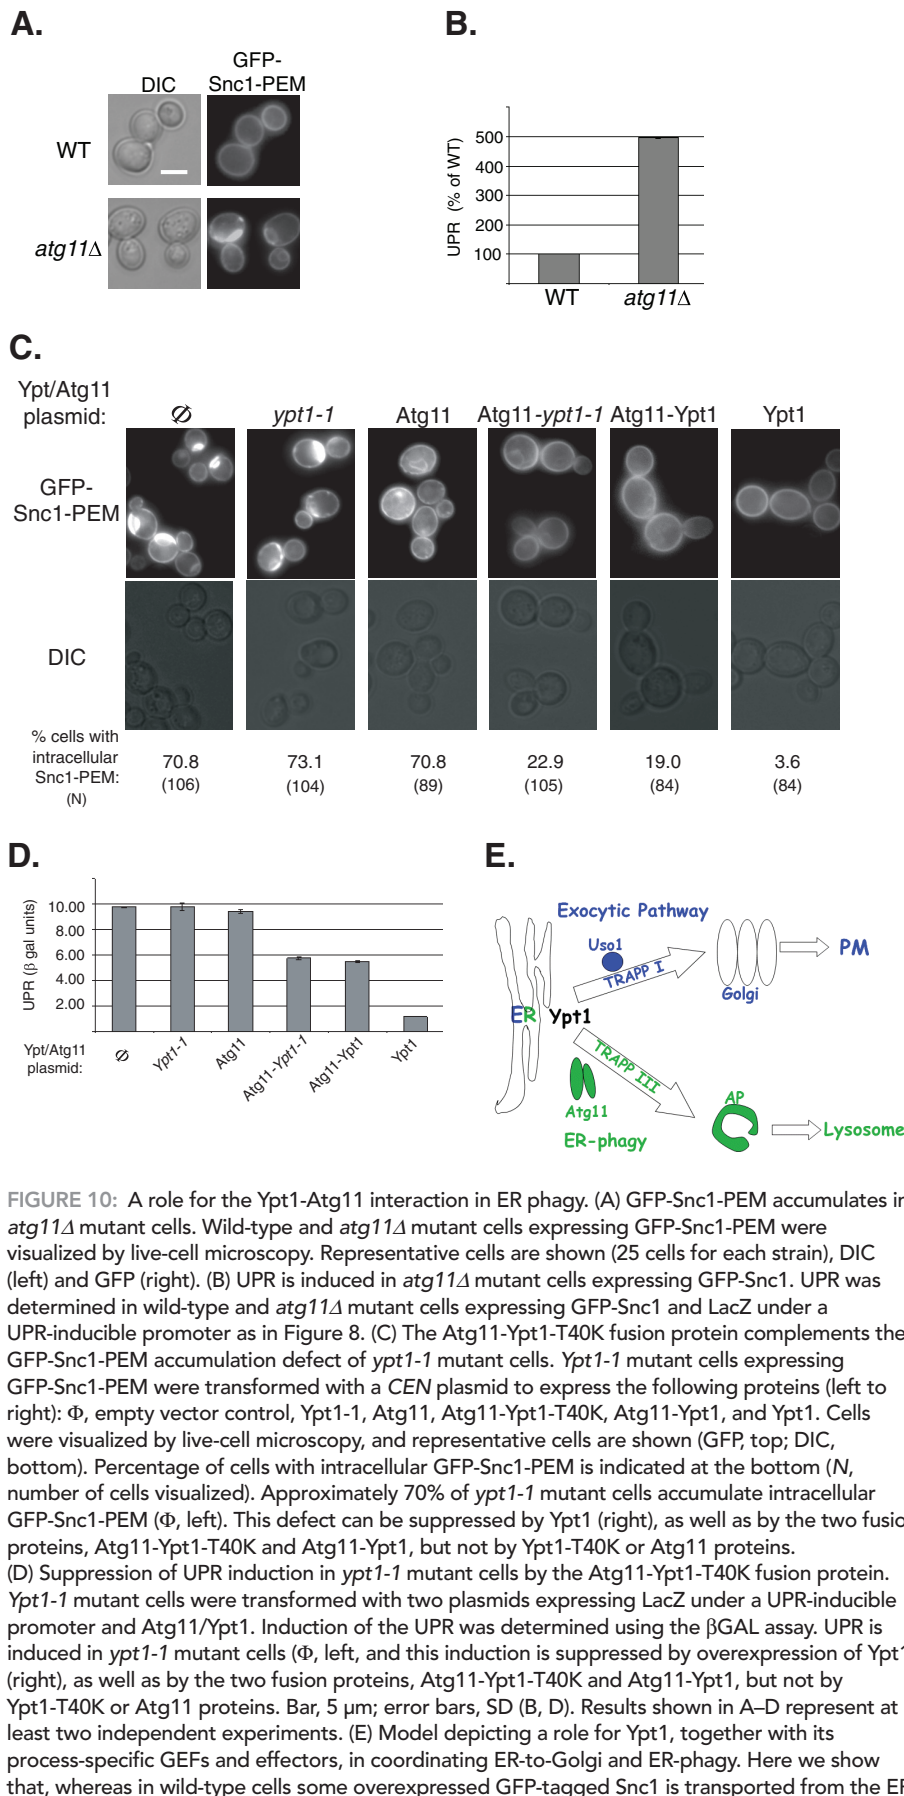 A.
B.
DIC
GFP-
Snc1-PEM
WT
atg11Δ
UPR (% of WT)
500
400
300
200
100
WT
atg11Δ
C.
Ypt/Atg11
plasmid:
Ø
ypt1-1
Atg11
Atg11-ypt1-1
Atg11-Ypt1
Ypt1
GFP-
Snc1-PEM
DIC
% cells with
intracellular
Snc1-PEM:
(N)
70.8
(106)
73.1
(104)
70.8
(89)
22.9
(105)
19.0
(84)
3.6
(84)
D.
UPR (β gal units)
10.00
8.00
6.00
4.00
2.00
Ypt/Atg11
plasmid:
Ø
Ypt1-1
Atg11
Atg11-Ypt1-1
Atg11-Ypt1
Ypt1
E.
Exocytic Pathway
Uso1
TRAPP I
Golgi
PM
ER
Ypt1
TRAPP III
Atg11
ER-phagy
AP
Lysosome
FIGURE 10: A role for the Ypt1-Atg11 interaction in ER phagy. (A) GFP-Snc1-PEM accumulates in
atg11Δ mutant cells. Wild-type and atg11Δ mutant cells expressing GFP-Snc1-PEM were
visualized by live-cell microscopy. Representative cells are shown (25 cells for each strain), DIC
(left) and GFP (right). (B) UPR is induced in atg11Δ mutant cells expressing GFP-Snc1. UPR was
determined in wild-type and atg11Δ mutant cells expressing GFP-Snc1 and LacZ under a
UPR-inducible promoter as in Figure 8. (C) The Atg11-Ypt1-T40K fusion protein complements the
GFP-Snc1-PEM accumulation defect of ypt1-1 mutant cells. Ypt1-1 mutant cells expressing
GFP-Snc1-PEM were transformed with a CEN plasmid to express the following proteins (left to
right): Φ, empty vector control, Ypt1-1, Atg11, Atg11-Ypt1-T40K, Atg11-Ypt1, and Ypt1. Cells
were visualized by live-cell microscopy, and representative cells are shown (GFP, top; DIC,
bottom). Percentage of cells with intracellular GFP-Snc1-PEM is indicated at the bottom (N,
number of cells visualized). Approximately 70% of ypt1-1 mutant cells accumulate intracellular
GFP-Snc1-PEM (Φ, left). This defect can be suppressed by Ypt1 (right), as well as by the two fusio
proteins, Atg11-Ypt1-T40K and Atg11-Ypt1, but not by Ypt1-T40K or Atg11 proteins.
(D) Suppression of UPR induction in ypt1-1 mutant cells by the Atg11-Ypt1-T40K fusion protein.
Ypt1-1 mutant cells were transformed with two plasmids expressing LacZ under a UPR-inducible
promoter and Atg11/Ypt1. Induction of the UPR was determined using the βGAL assay. UPR is
induced in ypt1-1 mutant cells (Φ, left, and this induction is suppressed by overexpression of Ypt1
(right), as well as by the two fusion proteins, Atg11-Ypt1-T40K and Atg11-Ypt1, but not by
Ypt1-T40K or Atg11 proteins. Bar, 5 μm; error bars, SD (B, D). Results shown in A–D represent at
least two independent experiments. (E) Model depicting a role for Ypt1, together with its
process-specific GEFs and effectors, in coordinating ER-to-Golgi and ER-phagy. Here we show
that, whereas in wild-type cells some overexpressed GFP-tagged Snc1 is transported from the ER